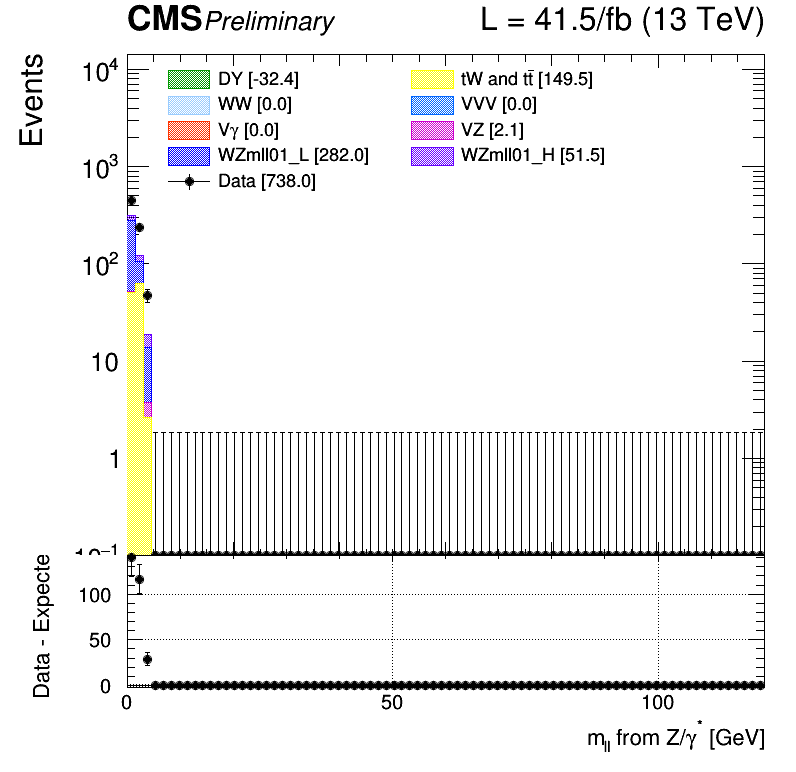 CMS Preliminary L = 41.5/fb (13 TeV)
Events
10⁴
10³
10²
10
1
10⁻¹
DY [-32.4]
tW and tt̄ [149.5]
WW [0.0]
VVV [0.0]
Vγ [0.0]
VZ [2.1]
WZmll01_L [282.0]
WZmll01_H [51.5]
Data [738.0]
Data - Expecte
100
50
0
0 50 100
m_ll from Z/γ* [GeV]